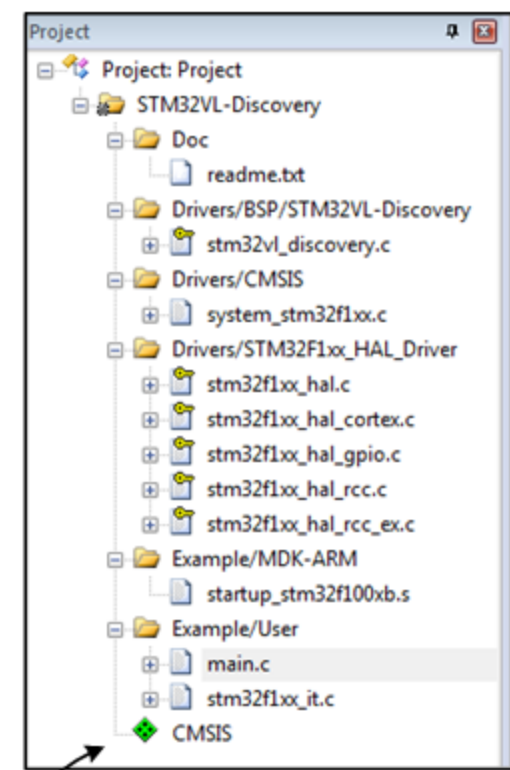 Project
Project: Project
STM32VL-Discovery
Doc
readme.txt
Drivers/BSP/STM32VL-Discovery
stm32vl_discovery.c
Drivers/CMSIS
system_stm32f1xx.c
Drivers/STM32F1xx_HAL_Driver
stm32f1xx_hal.c
stm32f1xx_hal_cortex.c
stm32f1xx_hal_gpio.c
stm32f1xx_hal_rcc.c
stm32f1xx_hal_rcc_ex.c
Example/MDK-ARM
startup_stm32f100xb.s
Example/User
main.c
stm32f1xx_it.c
CMSIS